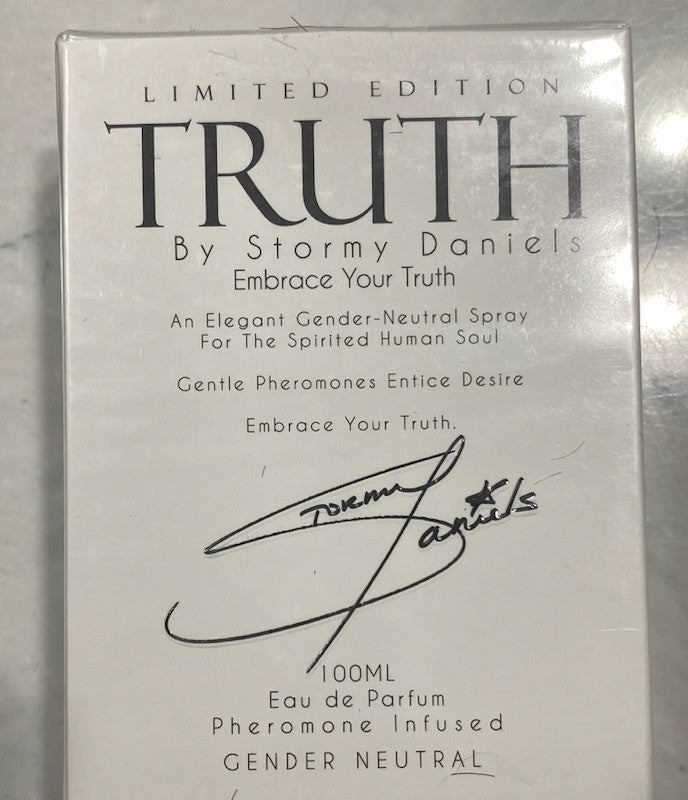 LIMITED EDITION
TRUTH
By Stormy Daniels
Embrace Your Truth
An Elegant Gender-Neutral Spray
For The Spirited Human Soul
Gentle Pheromones Entice Desire
Embrace Your Truth.
Stormy Daniels
100ML
Eau de Parfum
Pheromone Infused
GENDER NEUTRAL